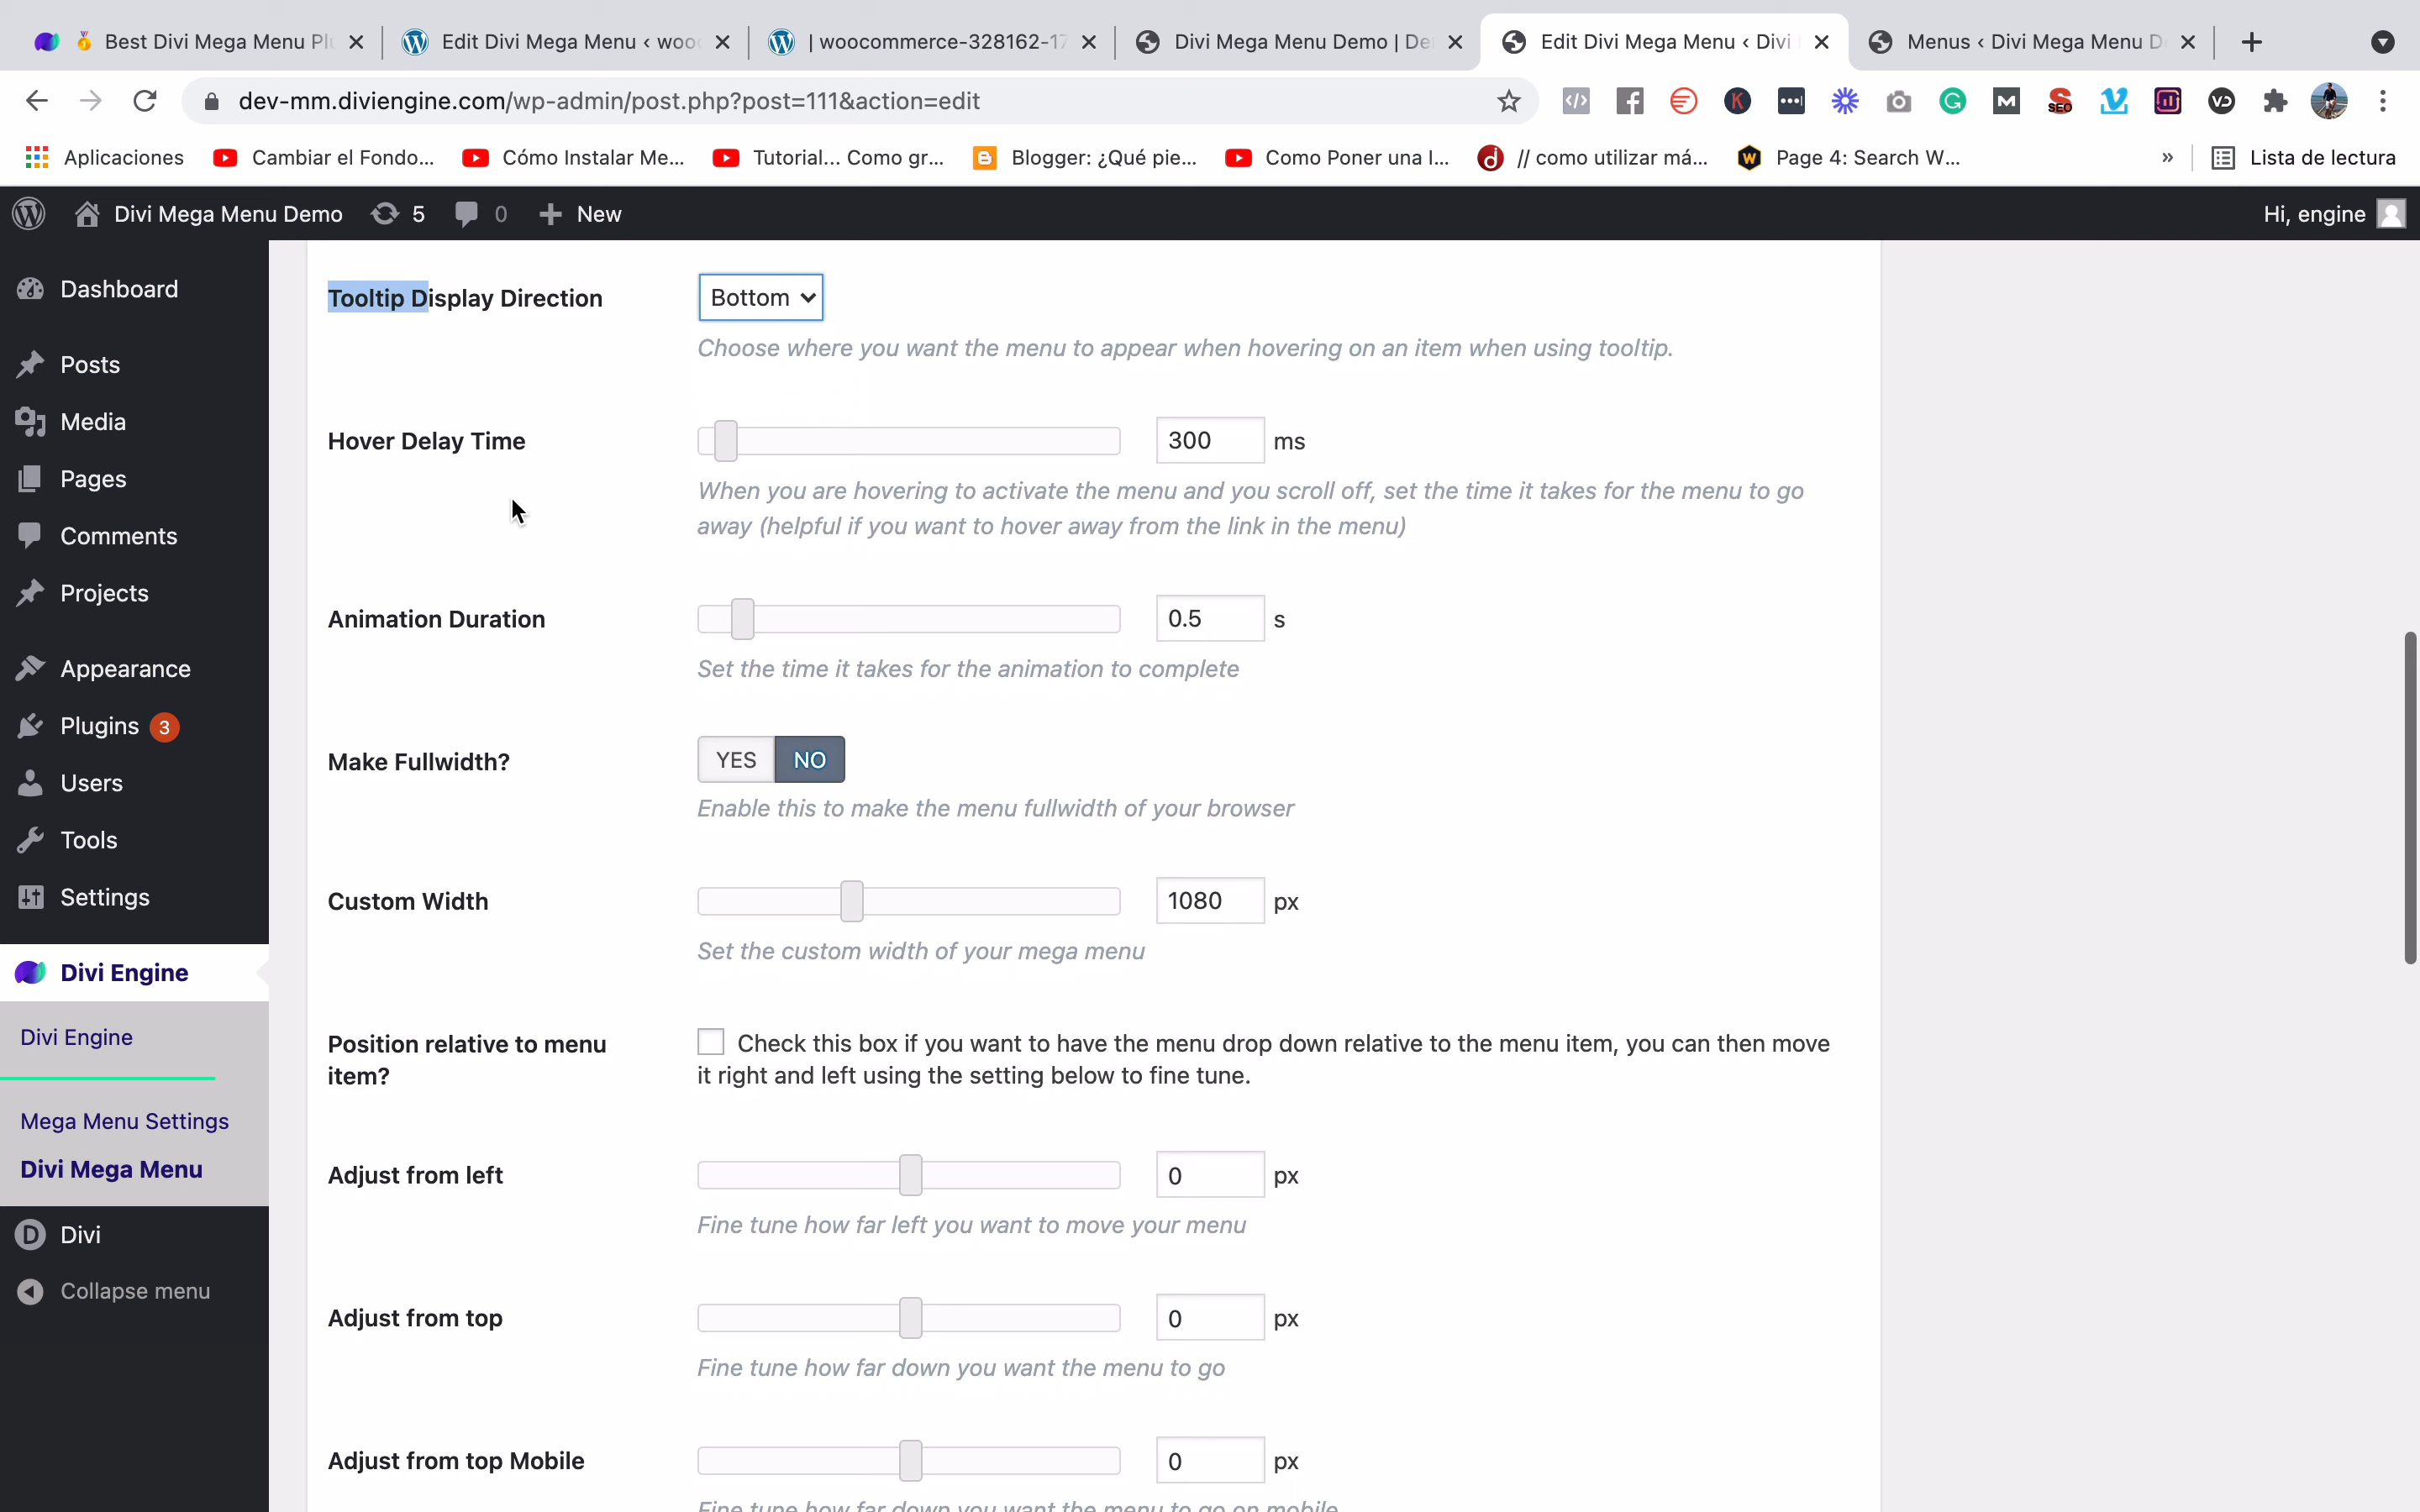 Best Divi Mega Menu Pl
Edit Divi Mega Menu ‹ woo
| woocommerce-328162-17
Divi Mega Menu Demo | De
Edit Divi Mega Menu ‹ Divi
Menus ‹ Divi Mega Menu D
dev-mm.diviengine.com/wp-admin/post.php?post=111&action=edit
Aplicaciones
Cambiar el Fondo...
Cómo Instalar Me...
Tutorial... Como gr...
Blogger: ¿Qué pie...
Como Poner una I...
// como utilizar má...
Page 4: Search W...
»
Lista de lectura
Divi Mega Menu Demo
5
0
New
Hi, engine
Dashboard
Posts
Media
Pages
Comments
Projects
Appearance
Plugins 3
Users
Tools
Settings
Divi Engine
Divi Engine
Mega Menu Settings
Divi Mega Menu
Divi
Collapse menu
Tooltip Display Direction
Bottom
Choose where you want the menu to appear when hovering on an item when using tooltip.
Hover Delay Time
300 ms
When you are hovering to activate the menu and you scroll off, set the time it takes for the menu to go
away (helpful if you want to hover away from the link in the menu)
Animation Duration
0.5 s
Set the time it takes for the animation to complete
Make Fullwidth?
YES NO
Enable this to make the menu fullwidth of your browser
Custom Width
1080 px
Set the custom width of your mega menu
Position relative to menu
item?
Check this box if you want to have the menu drop down relative to the menu item, you can then move
it right and left using the setting below to fine tune.
Adjust from left
0 px
Fine tune how far left you want to move your menu
Adjust from top
0 px
Fine tune how far down you want the menu to go
Adjust from top Mobile
0 px
Fine tune how far down you want the menu to go on mobile